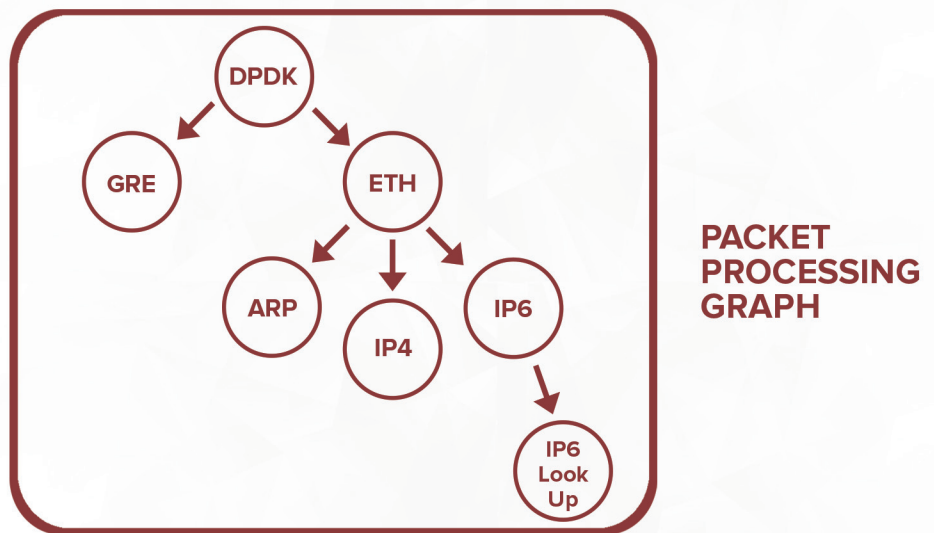 DPDK
GRE
ETH
ARP
IP4
IP6
IP6
Look
Up
PACKET
PROCESSING
GRAPH